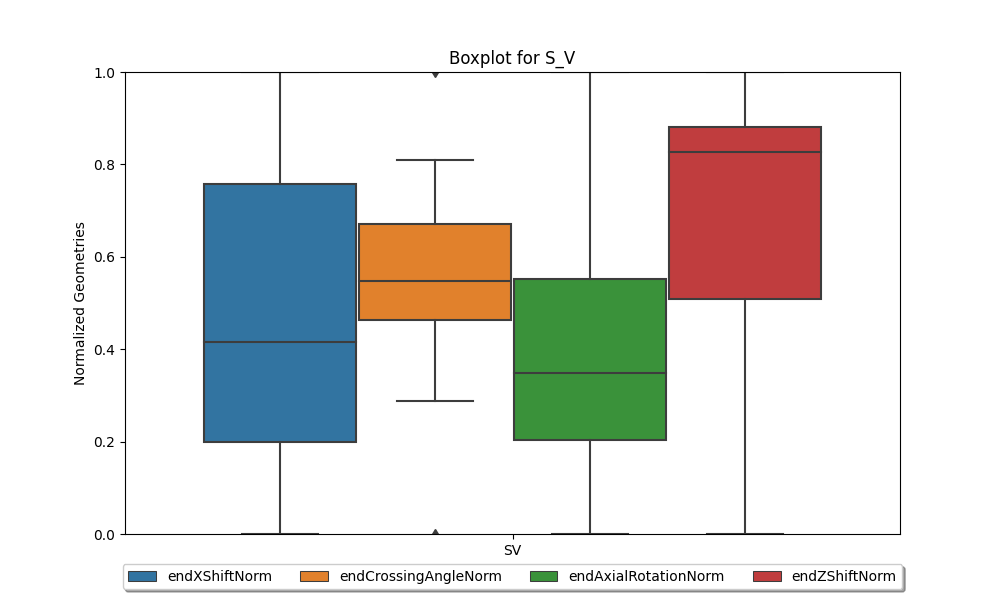 Boxplot for S_V
Normalized Geometries
1.0
0.8
0.6
0.4
0.2
0.0
SV
endXShiftNorm endCrossingAngleNorm endAxialRotationNorm endZShiftNorm